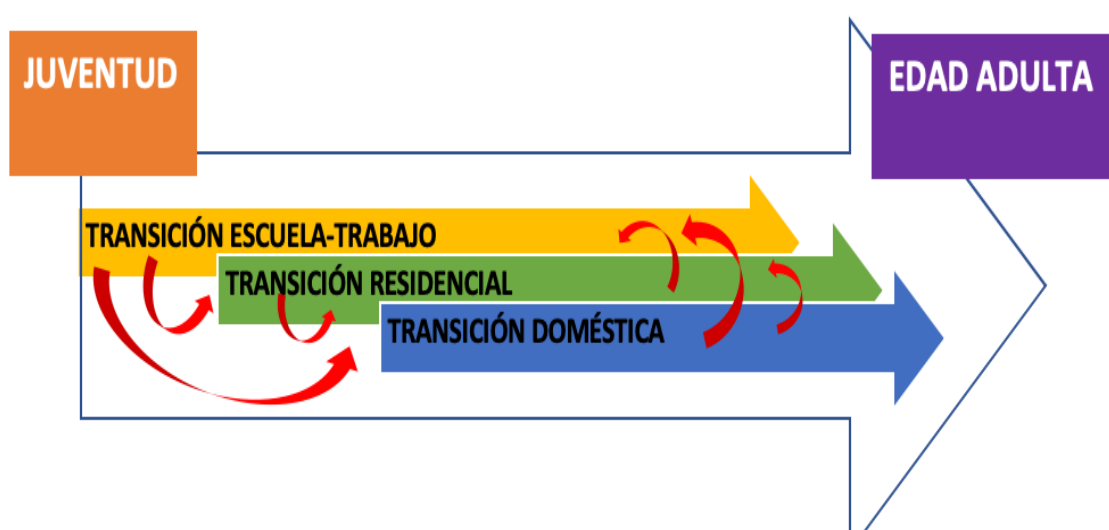 JUVENTUD
EDAD ADULTA
TRANSICIÓN ESCUELA-TRABAJO
TRANSICIÓN RESIDENCIAL
TRANSICIÓN DOMÉSTICA